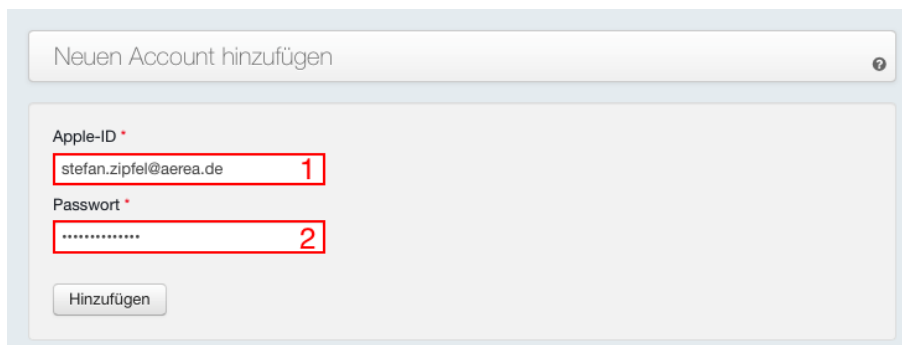 Neuen Account hinzufügen
?
Apple-ID *
stefan.zipfel@aerea.de 1
Passwort *
•••••••••••••• 2
Hinzufügen